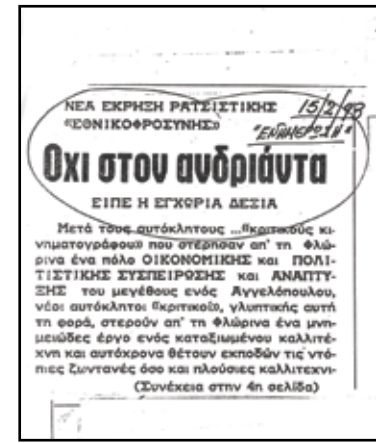 ΝΕΑ ΕΚΡΗΞΗ ΡΑΤΣΙΣΤΙΚΗΣ
«ΕΘΝΙΚΟΦΡΟΣΥΝΗΣ»
15/2/93
"ΕΝΗΜΕΡΩΣΗ"
Οχι στον ανδριάντα
ΕΙΠΕ Η ΕΓΧΩΡΙΑ ΔΕΞΙΑ
Μετά τους αυτόκλητους ...«κριτικούς κι-
νηματογράφου» που στέρησαν απ' τη Φλώ-
ρινα ένα πόλο ΟΙΚΟΝΟΜΙΚΗΣ και ΠΟΛΙ-
ΤΙΣΤΙΚΗΣ ΣΥΣΠΕΙΡΩΣΗΣ και ΑΝΑΠΤΥ-
ΞΗΣ του μεγέθους ενός Αγγελόπουλου,
νέοι αυτόκλητοι «κριτικοί», γλυπτικής αυτή
τη φορά, στερούν απ' τη Φλώρινα ένα μνη-
μειώδες έργο ενός καταξιωμένου καλλιτέ-
χνη και αυτόχρονα θέτουν εκποδών τις ντό-
πιες ζωντανές όσο και πλούσιες καλλιτεχνι-
(Συνέχεια στην 4η σελίδα)